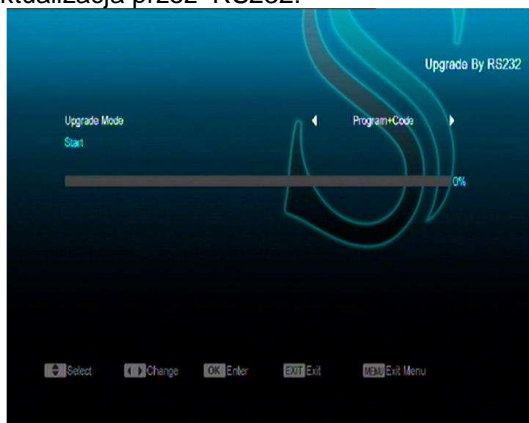 ktualizacja przez RS232:
Upgrade By RS232
Upgrade Mode Program+Code
Start
0%
Select Change OK Enter EXIT Exit MENU Exit Menu